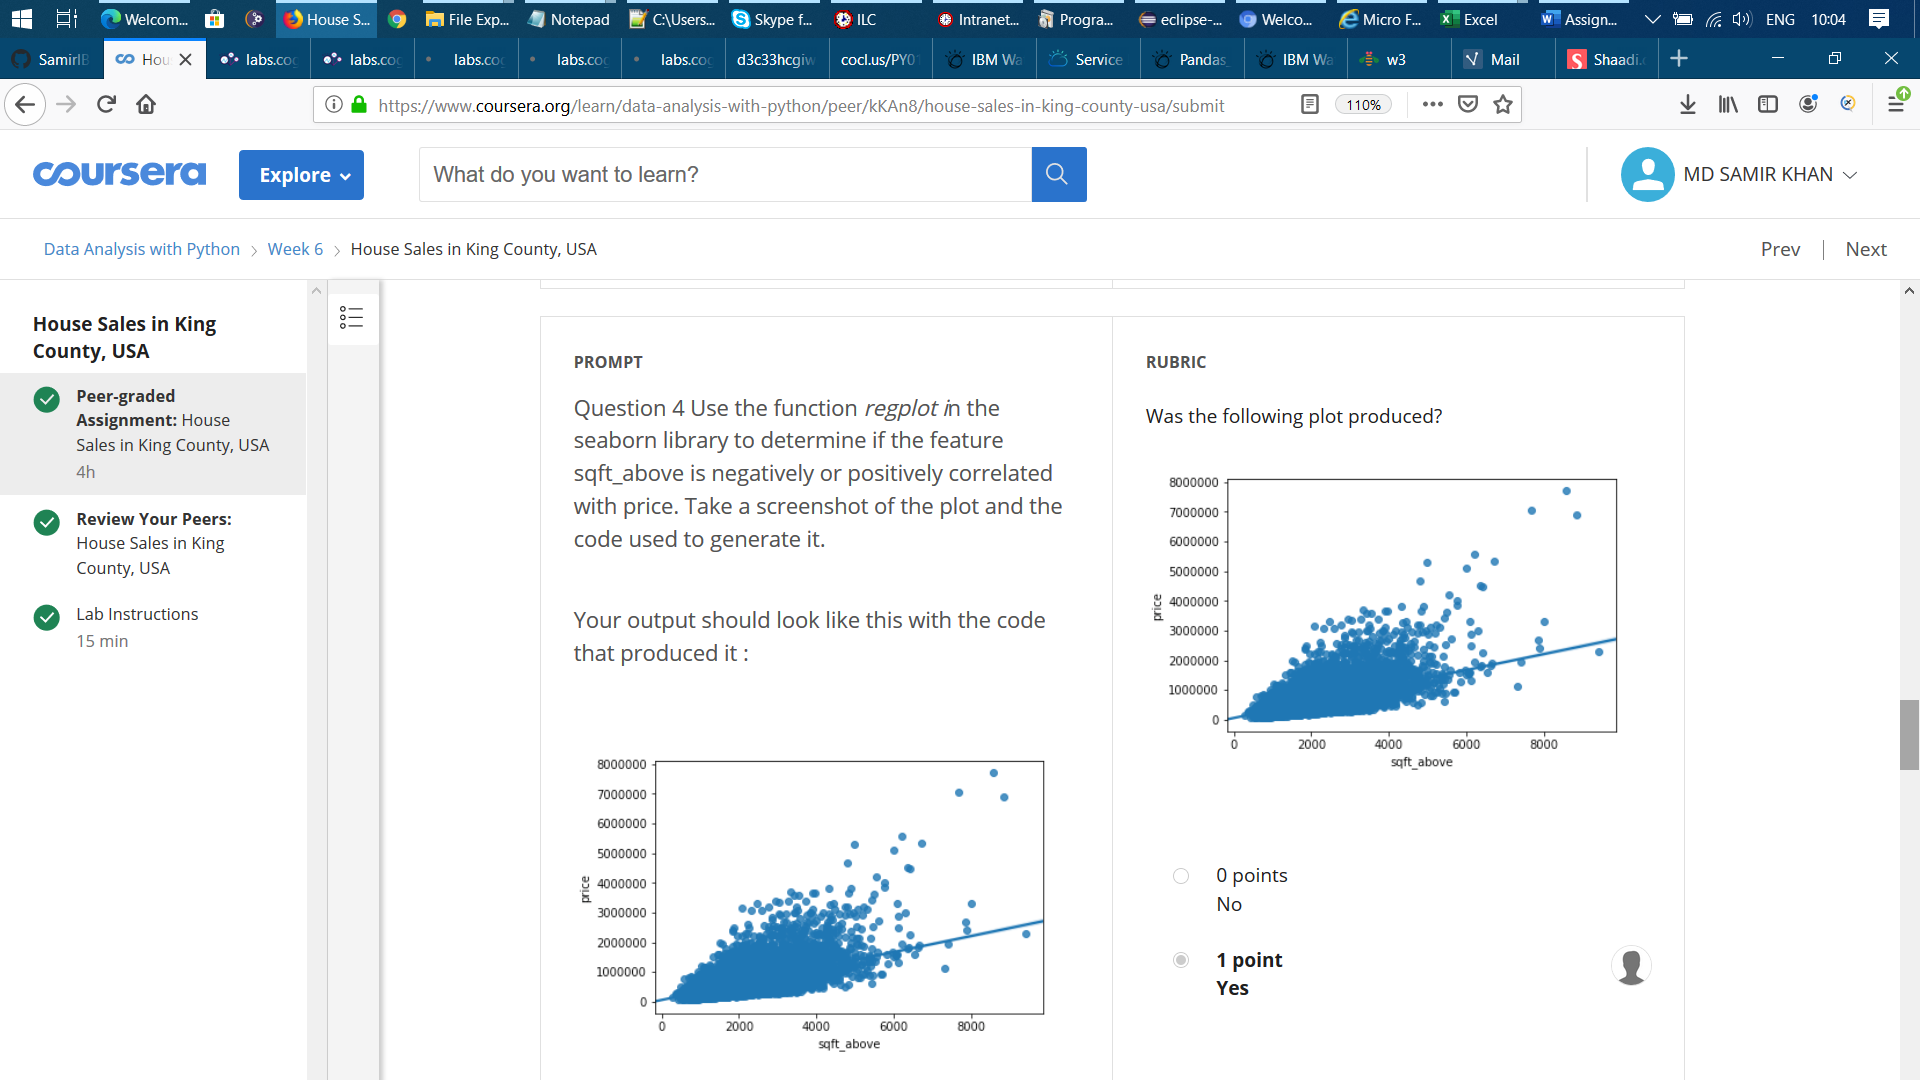 Welcom... House S... File Exp... Notepad C:\Users... Skype f... ILC Intranet... Progra... eclipse-... Welco... Micro F... Excel Assign... ENG 10:04
SamirIB Hou labs.cog labs.cog labs.cog labs.cog labs.cog d3c33hcgiw cocl.us/PY01 IBM Wa Service Pandas IBM Wa w3 Mail Shaadi.c
https://www.coursera.org/learn/data-analysis-with-python/peer/kKAn8/house-sales-in-king-county-usa/submit 110%
coursera Explore What do you want to learn? MD SAMIR KHAN
Data Analysis with Python > Week 6 > House Sales in King County, USA Prev | Next
House Sales in King
County, USA
Peer-graded
Assignment: House
Sales in King County, USA
4h
Review Your Peers:
House Sales in King
County, USA
Lab Instructions
15 min
PROMPT
Question 4 Use the function regplot in the
seaborn library to determine if the feature
sqft_above is negatively or positively correlated
with price. Take a screenshot of the plot and the
code used to generate it.
Your output should look like this with the code
that produced it :
8000000
7000000
6000000
5000000
4000000
3000000
2000000
1000000
0
price
0 2000 4000 6000 8000
sqft_above
RUBRIC
Was the following plot produced?
8000000
7000000
6000000
5000000
4000000
3000000
2000000
1000000
0
price
0 2000 4000 6000 8000
sqft_above
0 points
No
1 point
Yes